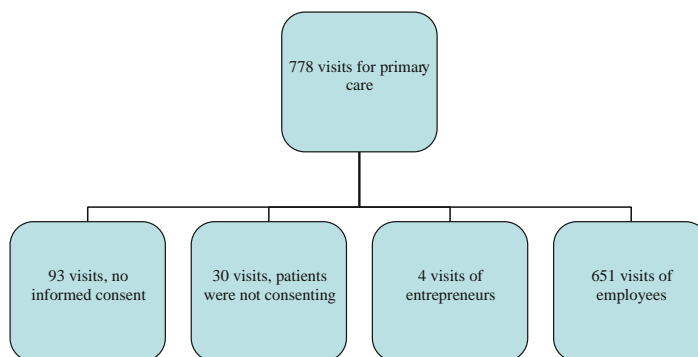 778 visits for primary
care
93 visits, no
informed consent
30 visits, patients
were not consenting
4 visits of
entrepreneurs
651 visits of
employees